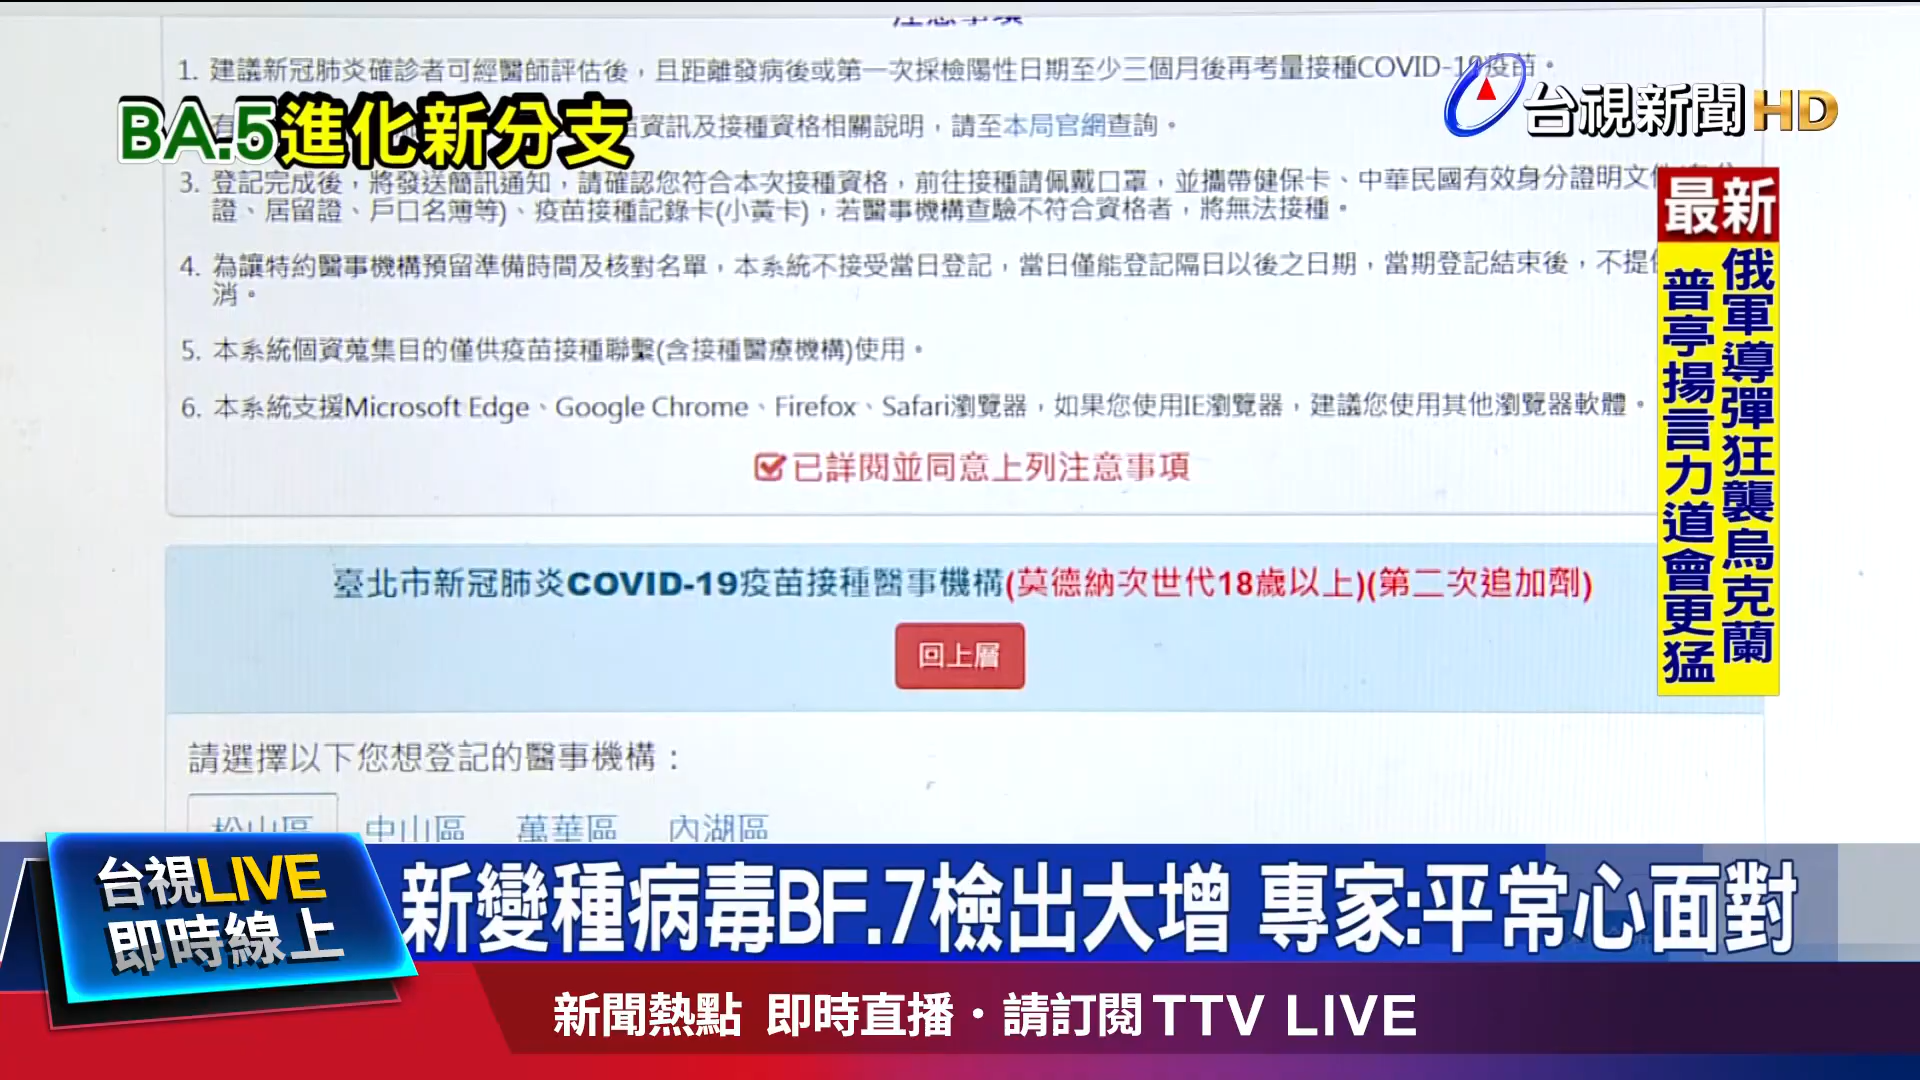 注意事項
1. 建議新冠肺炎確診者可經醫師評估後，且距離發病後或第一次採檢陽性日期至少三個月後再考量接種COVID-19疫苗。
台視新聞HD
BA.5進化新分支
資訊及接種資格相關說明，請至本局官網查詢。
3. 登記完成後，將發送簡訊通知，請確認您符合本次接種資格，前往接種請佩戴口罩，並攜帶健保卡、中華民國有效身分證明文件
證、居留證、戶口名簿等)、疫苗接種記錄卡(小黃卡)，若醫事機構查驗不符合資格者，將無法接種。
4. 為讓特約醫事機構預留準備時間及核對名單，本系統不接受當日登記，當日僅能登記隔日以後之日期，當期登記結束後，不提
消。
5. 本系統個資蒐集目的僅供疫苗接種聯繫(含接種醫療機構)使用。
6. 本系統支援Microsoft Edge、Google Chrome、Firefox、Safari瀏覽器，如果您使用IE瀏覽器，建議您使用其他瀏覽器軟體。
已詳閱並同意上列注意事項
最新
俄軍導彈狂襲烏克蘭
普亭揚言力道會更猛
臺北市新冠肺炎COVID-19疫苗接種醫事機構(莫德納次世代18歲以上)(第二次追加劑)
回上層
請選擇以下您想登記的醫事機構：
松山區 中山區 萬華區 內湖區
台視LIVE
即時線上
新變種病毒BF.7檢出大增 專家:平常心面對
新聞熱點 即時直播·請訂閱TTV LIVE